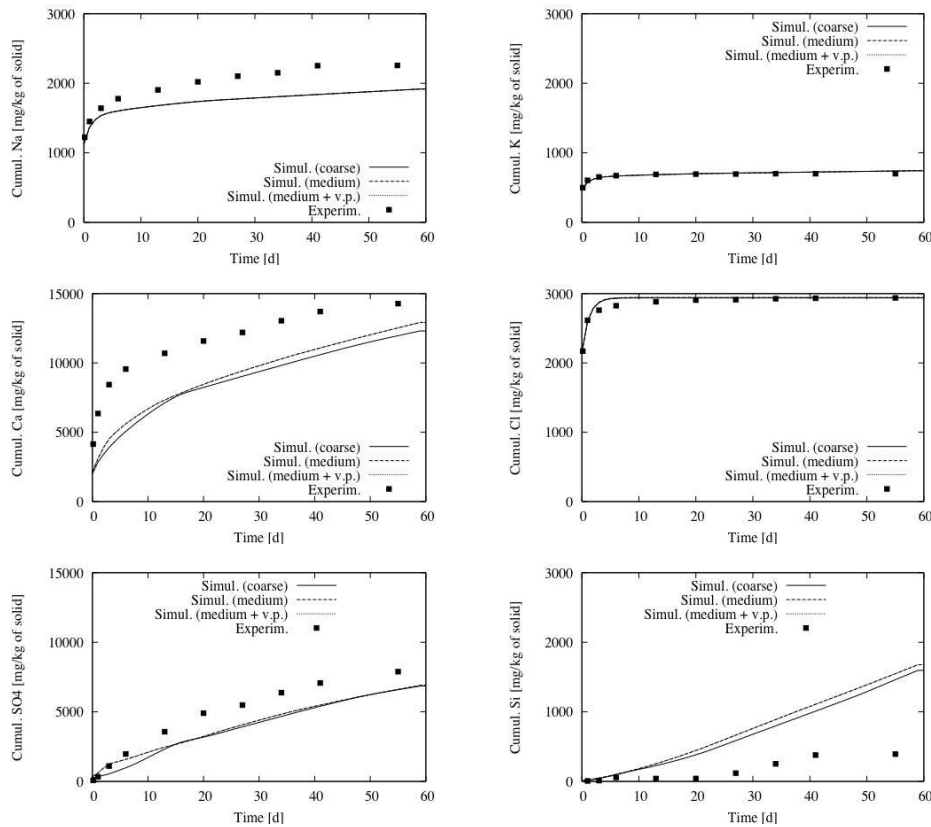 3000
2000
1000
0
Cumul. Na [mg/kg of solid]
Simul. (coarse)
Simul. (medium)
Simul. (medium + v.p.)
Experim.
0 10 20 30 40 50 60
Time [d]
3000
2000
1000
0
Cumul. K [mg/kg of solid]
Simul. (coarse)
Simul. (medium)
Simul. (medium + v.p.)
Experim.
0 10 20 30 40 50 60
Time [d]
15000
10000
5000
0
Cumul. Ca [mg/kg of solid]
Simul. (coarse)
Simul. (medium)
Simul. (medium + v.p.)
Experim.
0 10 20 30 40 50 60
Time [d]
3000
2000
1000
0
Cumul. Cl [mg/kg of solid]
Simul. (coarse)
Simul. (medium)
Simul. (medium + v.p.)
Experim.
0 10 20 30 40 50 60
Time [d]
15000
10000
5000
0
Cumul. SO4 [mg/kg of solid]
Simul. (coarse)
Simul. (medium)
Simul. (medium + v.p.)
Experim.
0 10 20 30 40 50 60
Time [d]
3000
2000
1000
0
Cumul. Si [mg/kg of solid]
Simul. (coarse)
Simul. (medium)
Simul. (medium + v.p.)
Experim.
0 10 20 30 40 50 60
Time [d]